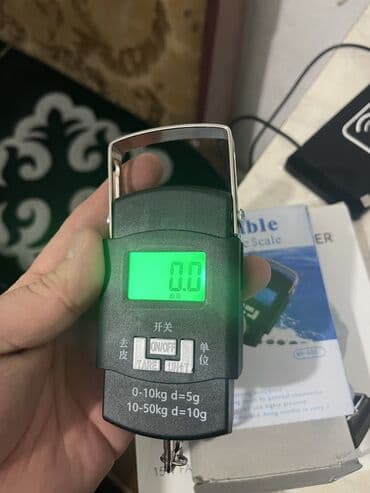 0.0
开关
去皮
ON/OFF
单位
TARE
UNIT
0-10kg d=5g
10-50kg d=10g
Scale